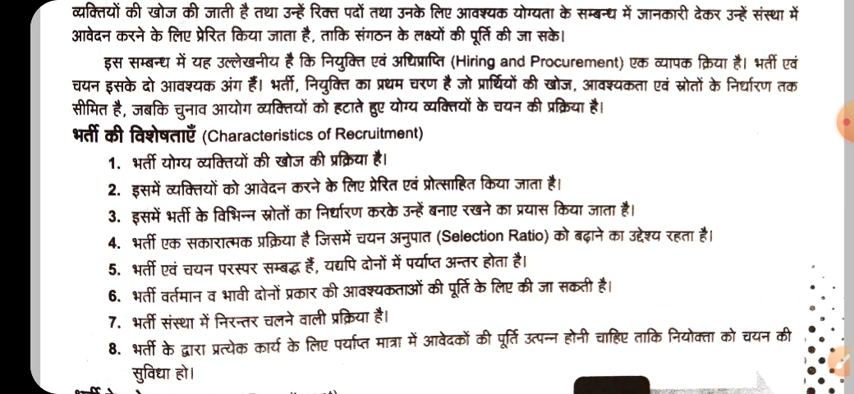 व्यक्तियों की खोज की जाती है तथा उन्हें रिक्त पदों तथा उनके लिए आवश्यक योग्यता के सम्बन्ध में जानकारी देकर उन्हें संस्था में
आवेदन करने के लिए प्रेरित किया जाता है, ताकि संगठन के लक्ष्यों की पूर्ति की जा सके।
इस सम्बन्ध में यह उल्लेखनीय है कि नियुक्ति एवं अधिप्राप्ति (Hiring and Procurement) एक व्यापक क्रिया है। भर्ती एवं
चयन इसके दो आवश्यक अंग हैं। भर्ती, नियुक्ति का प्रथम चरण है जो प्रार्थियों की खोज, आवश्यकता एवं स्रोतों के निर्धारण तक
सीमित है, जबकि चुनाव आयोग व्यक्तियों को हटाते हुए योग्य व्यक्तियों के चयन की प्रक्रिया है।
भर्ती की विशेषताएँ (Characteristics of Recruitment)
1. भर्ती योग्य व्यक्तियों की खोज की प्रक्रिया है।
2. इसमें व्यक्तियों को आवेदन करने के लिए प्रेरित एवं प्रोत्साहित किया जाता है।
3. इसमें भर्ती के विभिन्न स्रोतों का निर्धारण करके उन्हें बनाए रखने का प्रयास किया जाता है।
4. भर्ती एक सकारात्मक प्रक्रिया है जिसमें चयन अनुपात (Selection Ratio) को बढ़ाने का उद्देश्य रहता है।
5. भर्ती एवं चयन परस्पर सम्बद्ध हैं, यद्यपि दोनों में पर्याप्त अन्तर होता है।
6. भर्ती वर्तमान व भावी दोनों प्रकार की आवश्यकताओं की पूर्ति के लिए की जा सकती है।
7. भर्ती संस्था में निरन्तर चलने वाली प्रक्रिया है।
8. भर्ती के द्वारा प्रत्येक कार्य के लिए पर्याप्त मात्रा में आवेदकों की पूर्ति उत्पन्न होनी चाहिए ताकि नियोक्ता को चयन की
सुविधा हो।